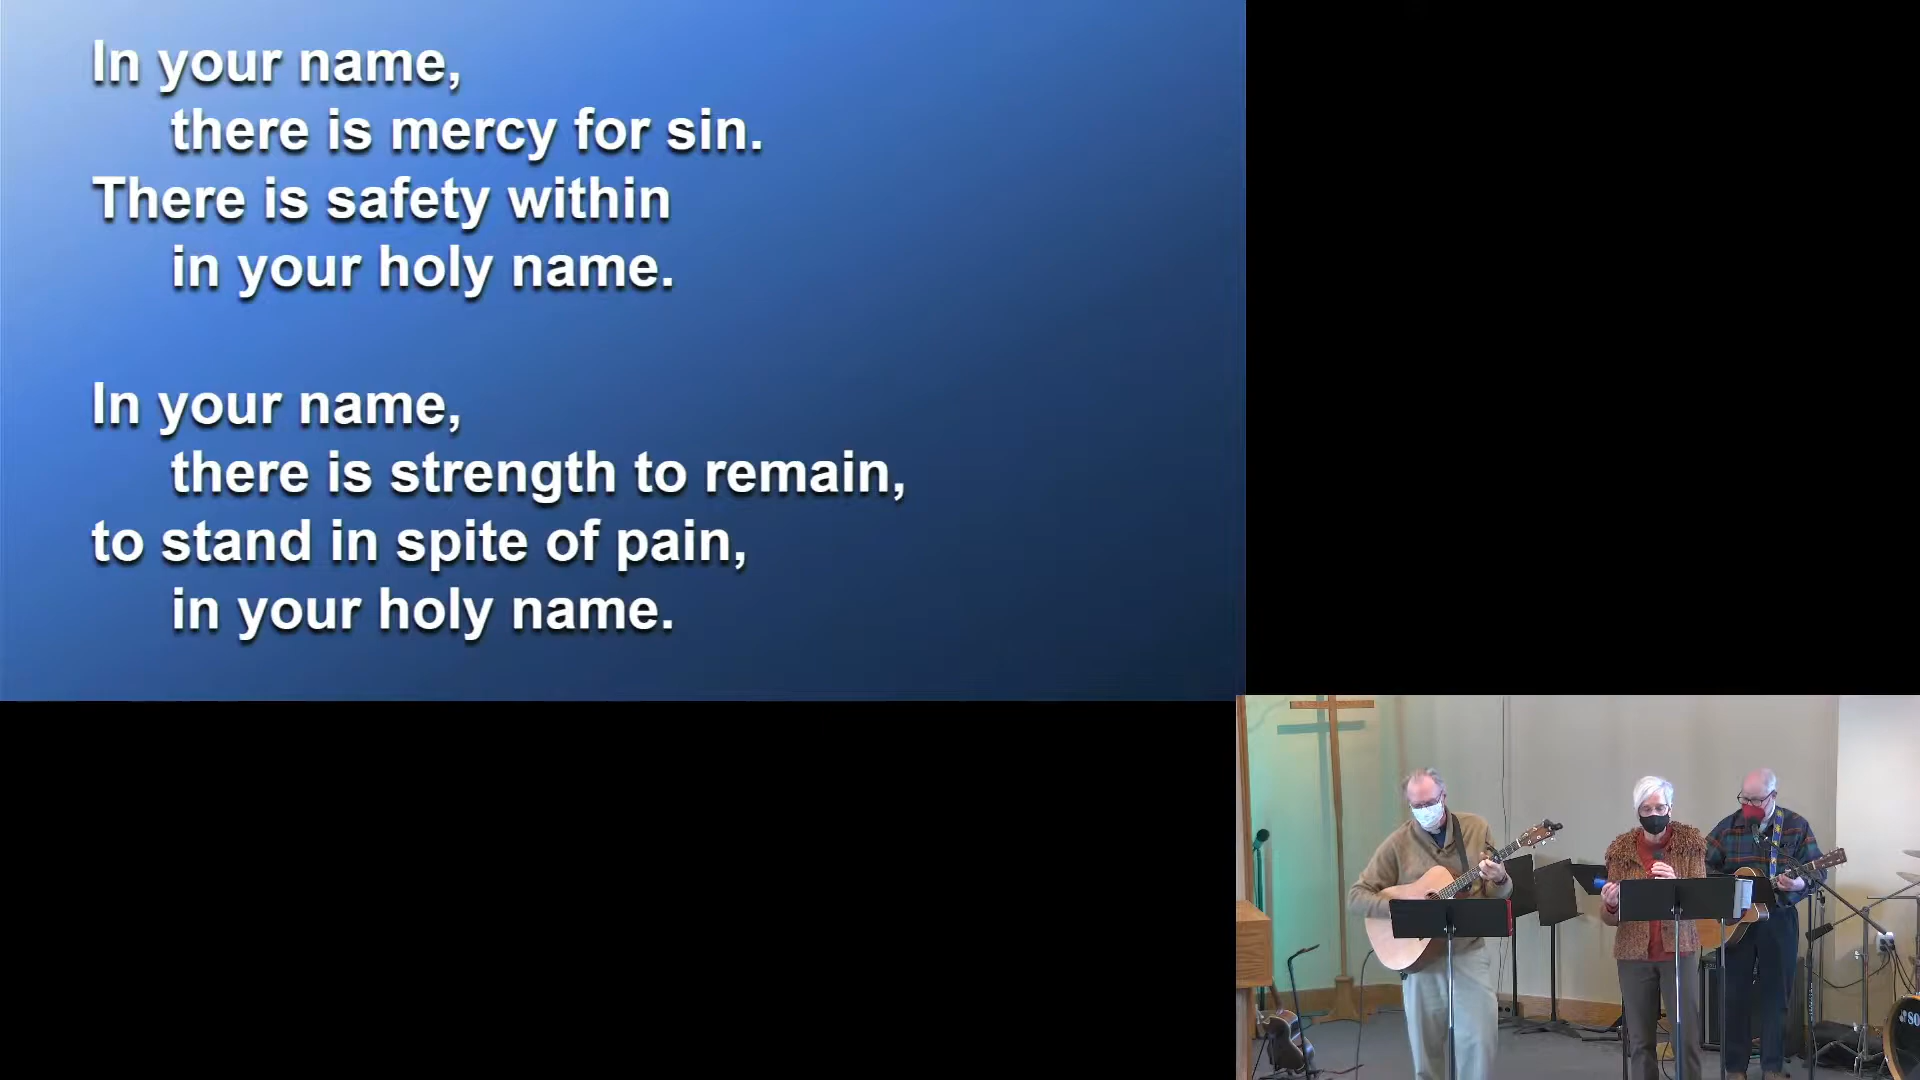 In your name,
there is mercy for sin.
There is safety within
in your holy name.
In your name,
there is strength to remain,
to stand in spite of pain,
in your holy name.